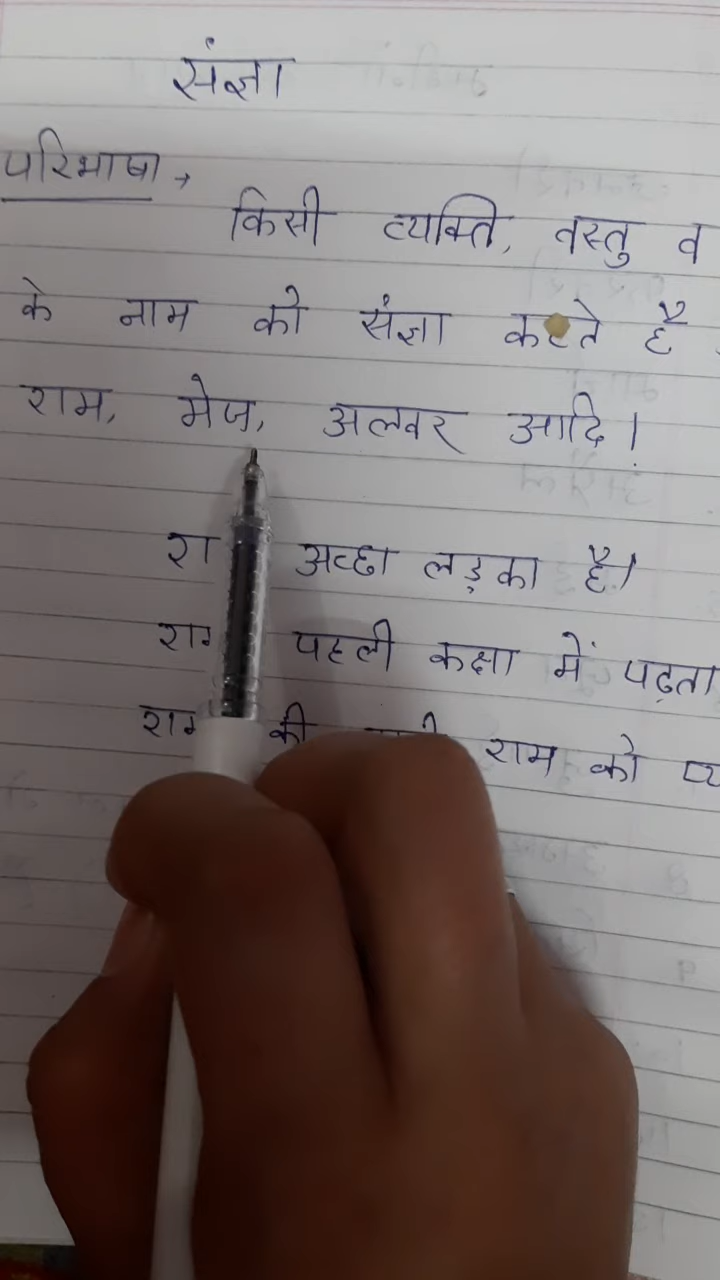 संज्ञा
परिभाषा →
किसी व्यक्ति, वस्तु व
के नाम को संज्ञा कहते है
राम, मेज, अलवर आदि।
अच्छा लड़का है।
पहली कक्षा में पढ़ता
की राम को